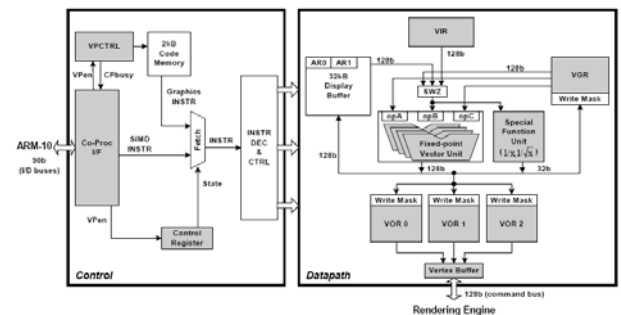 VPCTRL
2kB
Code
Memory
VPen
CPbusy
Graphics
INSTR
ARM-10
90b
(I/D buses)
Co-Proc
I/F
SIMD
INSTR
Fetch
INSTR
INSTR
DEC
&
CTRL
State
VPen
Control
Register
Control
VIR
128b
AR0
AR1
32kB
Display
Buffer
128b
SWZ
128b
VGR
Write Mask
opA
opB
opC
Fixed-point
Vector Unit
Special
Function
Unit
(1/x,1/√x)
128b
128b
32b
Write Mask
Write Mask
Write Mask
VOR 0
VOR 1
VOR 2
Vertex Buffer
Datapath
128b (command bus)
Rendering Engine